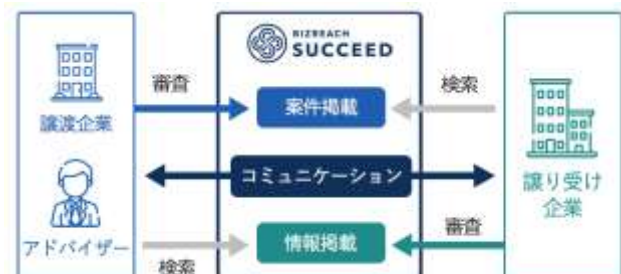 BIZREACH
SUCCEED
審査
検索
案件掲載
譲渡企業
コミュニケーション
譲り受け
企業
アドバイザー
情報掲載
審査
検索